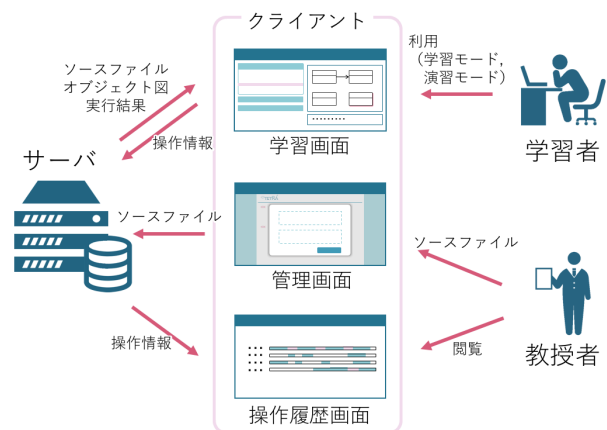 クライアント
ソースファイル
オブジェクト図
実行結果
利用
（学習モード,
演習モード）
操作情報
学習画面
学習者
サーバ
ソースファイル
ソースファイル
管理画面
操作情報
閲覧
教授者
操作履歴画面